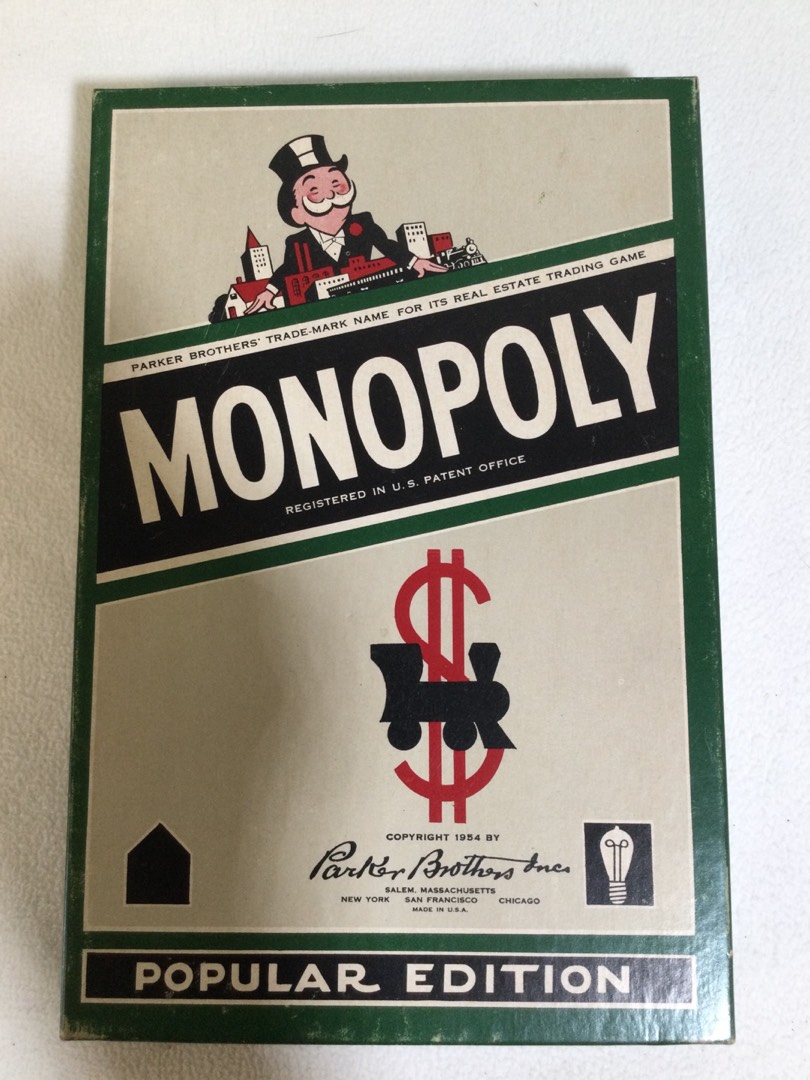 PARKER BROTHERS' TRADE-MARK NAME FOR ITS REAL ESTATE TRADING GAME
MONOPOLY
REGISTERED IN U.S. PATENT OFFICE
$
COPYRIGHT 1954 BY
Parker Brothers Inc.
SALEM, MASSACHUSETTS
NEW YORK SAN FRANCISCO CHICAGO
MADE IN U.S.A.
POPULAR EDITION